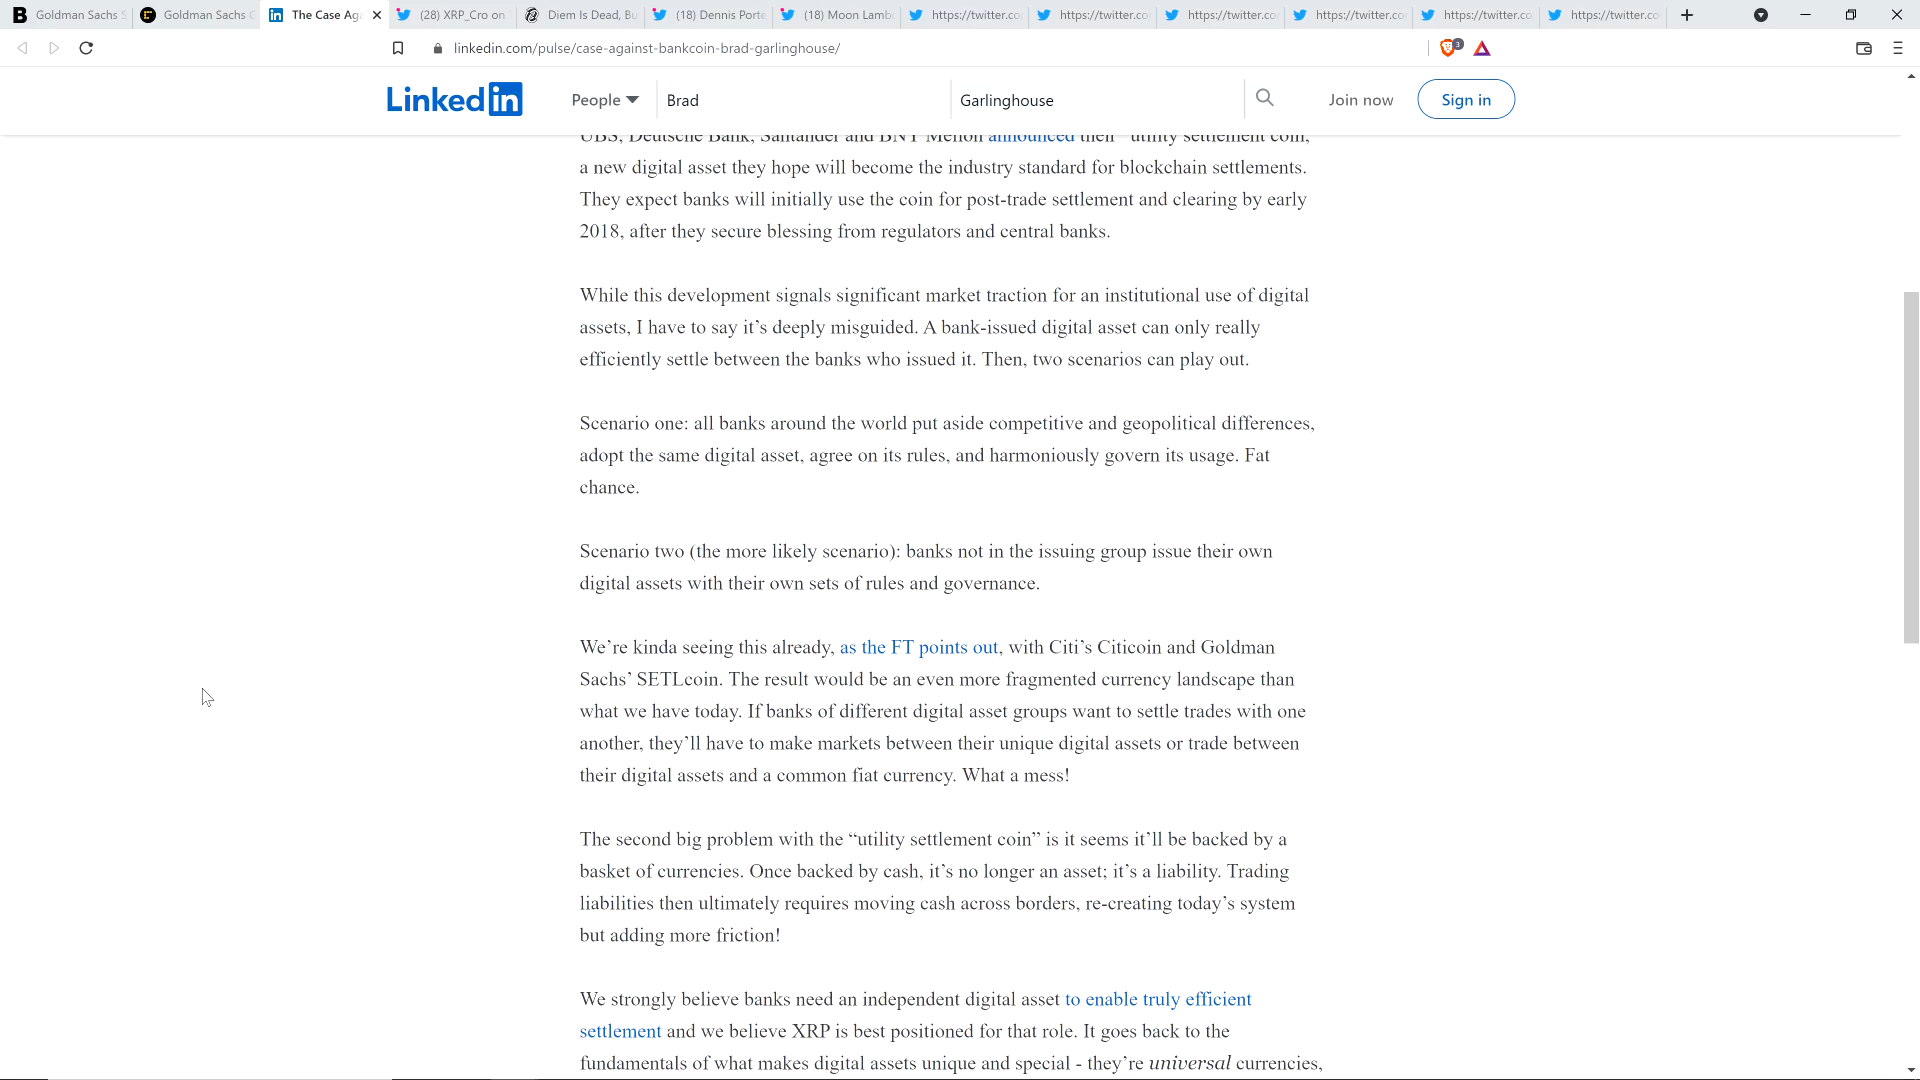 Goldman Sachs S
Goldman Sachs C
The Case Ag
(28) XRP_Cro on
Diem Is Dead, Bu
(18) Dennis Porte
(18) Moon Lamb
https://twitter.co
https://twitter.co
https://twitter.co
https://twitter.co
https://twitter.co
https://twitter.co
linkedin.com/pulse/case-against-bankcoin-brad-garlinghouse/
3
Linkedin
People
Brad
Garlinghouse
Join now
Sign in
UBS, Deutsche Bank, Santander and BNY Mellon announced their “utility settlement coin,”
a new digital asset they hope will become the industry standard for blockchain settlements.
They expect banks will initially use the coin for post-trade settlement and clearing by early
2018, after they secure blessing from regulators and central banks.
While this development signals significant market traction for an institutional use of digital
assets, I have to say it’s deeply misguided. A bank-issued digital asset can only really
efficiently settle between the banks who issued it. Then, two scenarios can play out.
Scenario one: all banks around the world put aside competitive and geopolitical differences,
adopt the same digital asset, agree on its rules, and harmoniously govern its usage. Fat
chance.
Scenario two (the more likely scenario): banks not in the issuing group issue their own
digital assets with their own sets of rules and governance.
We’re kinda seeing this already, as the FT points out, with Citi’s Citicoin and Goldman
Sachs’ SETLcoin. The result would be an even more fragmented currency landscape than
what we have today. If banks of different digital asset groups want to settle trades with one
another, they’ll have to make markets between their unique digital assets or trade between
their digital assets and a common fiat currency. What a mess!
The second big problem with the “utility settlement coin” is it seems it’ll be backed by a
basket of currencies. Once backed by cash, it’s no longer an asset; it’s a liability. Trading
liabilities then ultimately requires moving cash across borders, re-creating today’s system
but adding more friction!
We strongly believe banks need an independent digital asset to enable truly efficient
settlement and we believe XRP is best positioned for that role. It goes back to the
fundamentals of what makes digital assets unique and special - they’re universal currencies,